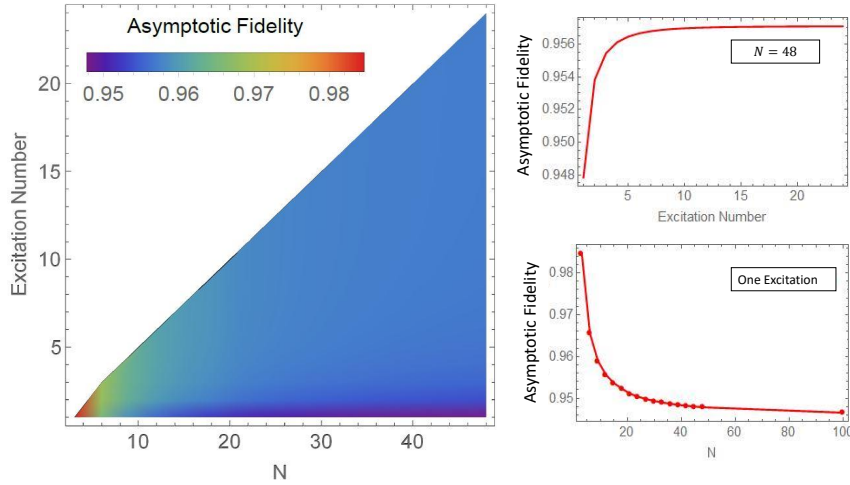 Asymptotic Fidelity
0.95 0.96 0.97 0.98
Excitation Number
20
15
10
5
10 20 30 40
N
Asymptotic Fidelity
0.956
0.954
0.952
0.950
0.948
N = 48
5 10 15 20
Excitation Number
Asymptotic Fidelity
0.98
0.97
0.96
0.95
One Excitation
20 40 60 80 100
N